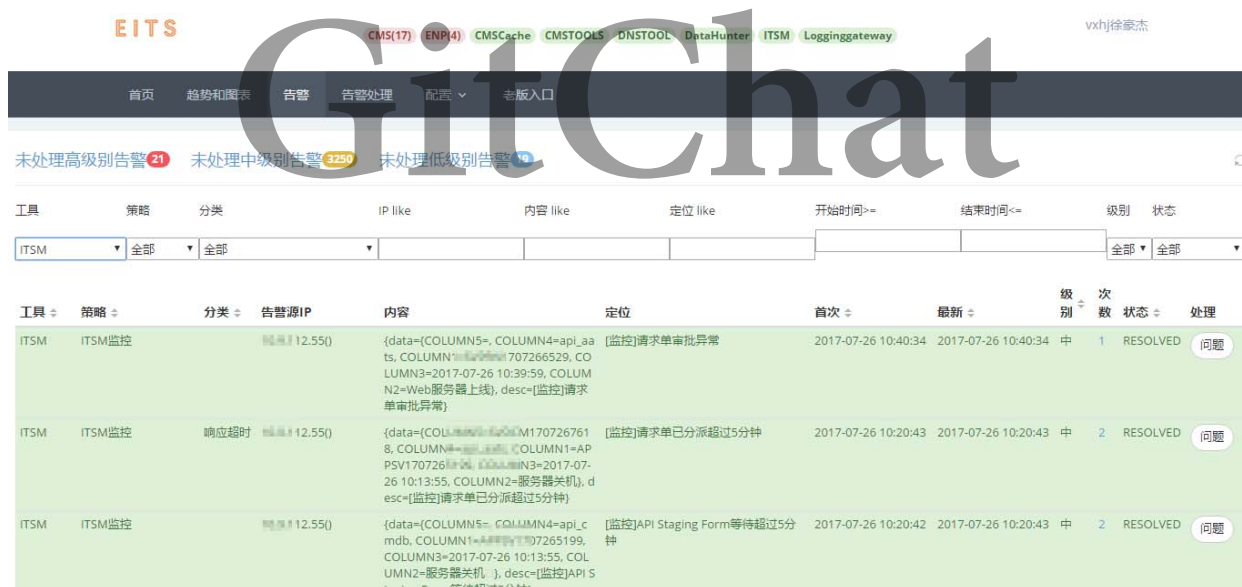 EITS
CMS(17) ENP(4) CMSCache CMSTOOLS DNSTOOL DataHunter ITSM Logginggateway
vxhj徐豪杰
GitChat
首页 趋势和图表 告警 告警处理 配置 老版入口
未处理高级别告警 21 未处理中级别告警 3250 未处理低级别告警 19
工具 策略 分类 IP like 内容 like 定位 like 开始时间>= 结束时间<= 级别 状态
ITSM 全部 全部 全部 全部
工具 策略 分类 告警源IP 内容 定位 首次 最新 级别 次数 状态 处理
ITSM ITSM监控 12.55() {data={COLUMN5=, COLUMN4=api_aa [监控]请求单审批异常 2017-07-26 10:40:34 2017-07-26 10:40:34 中 1 RESOLVED 问题
ts, COLUMN 1707266529, CO
LUMN3=2017-07-26 10:39:59, COLUM
N2=Web服务器上线}, desc=[监控]请求
单审批异常}
ITSM ITSM监控 响应超时 12.55() {data={COL M170726761 [监控]请求单已分派超过5分钟 2017-07-26 10:20:43 2017-07-26 10:20:43 中 2 RESOLVED 问题
8, COLUMN COLUMN1=AP
PSV170726 N3=2017-07-
26 10:13:55, COLUMN2=服务器关机}, d
esc=[监控]请求单已分派超过5分钟}
ITSM ITSM监控 12.55() {data={COLUMN5=, COLUMN4=api_c [监控]API Staging Form等待超过5分 2017-07-26 10:20:42 2017-07-26 10:20:43 中 2 RESOLVED 问题
mdb, COLUMN1= 07265199, 钟
COLUMN3=2017-07-26 10:13:55, COL
UMN2=服务器关机 }, desc=[监控]API S